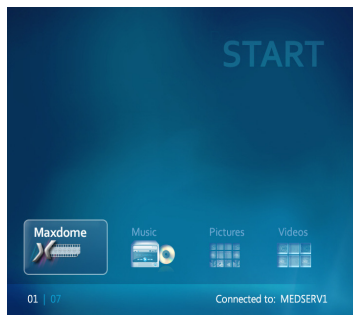 START
Maxdome Music Pictures Videos
01 | 07 Connected to: MEDSERV1